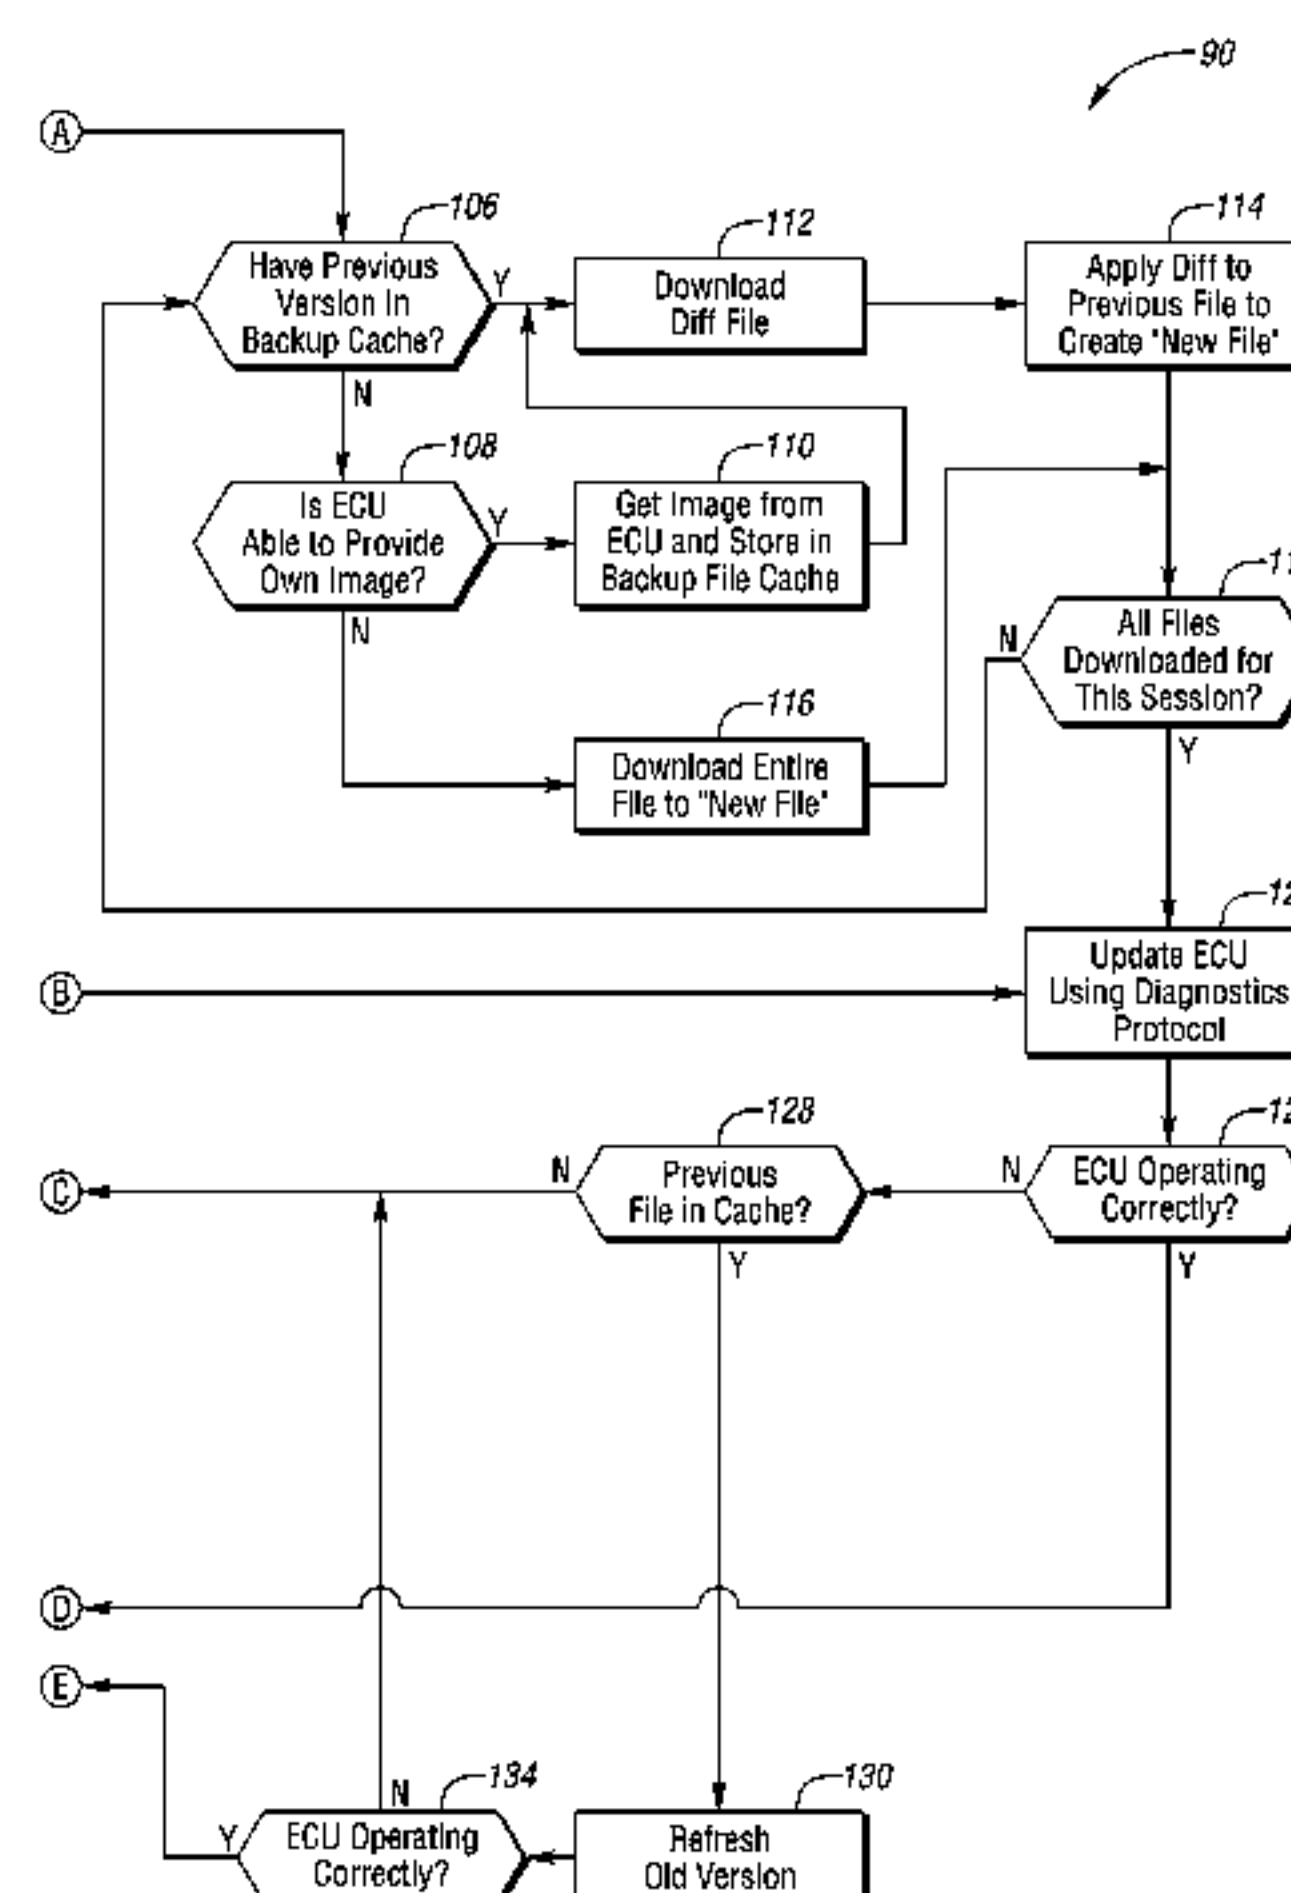 90
A
106
Have Previous
Version in
Backup Cache?
Y
N
112
Download
Diff File
114
Apply Diff to
Previous File to
Create "New File"
108
Is ECU
Able to Provide
Own Image?
Y
N
110
Get Image from
ECU and Store in
Backup File Cache
116
Download Entire
File to "New File"
All Files
Downloaded for
This Session?
N
Y
B
Update ECU
Using Diagnostics
Protocol
C
128
Previous
File in Cache?
N
Y
ECU Operating
Correctly?
N
Y
D
E
134
ECU Operating
Correctly?
N
Y
130
Refresh
Old Version